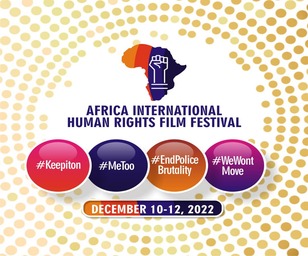 AFRICA INTERNATIONAL
HUMAN RIGHTS FILM FESTIVAL
#Keepiton
#MeToo
#EndPolice
Brutality
#WeWont
Move
DECEMBER 10-12, 2022